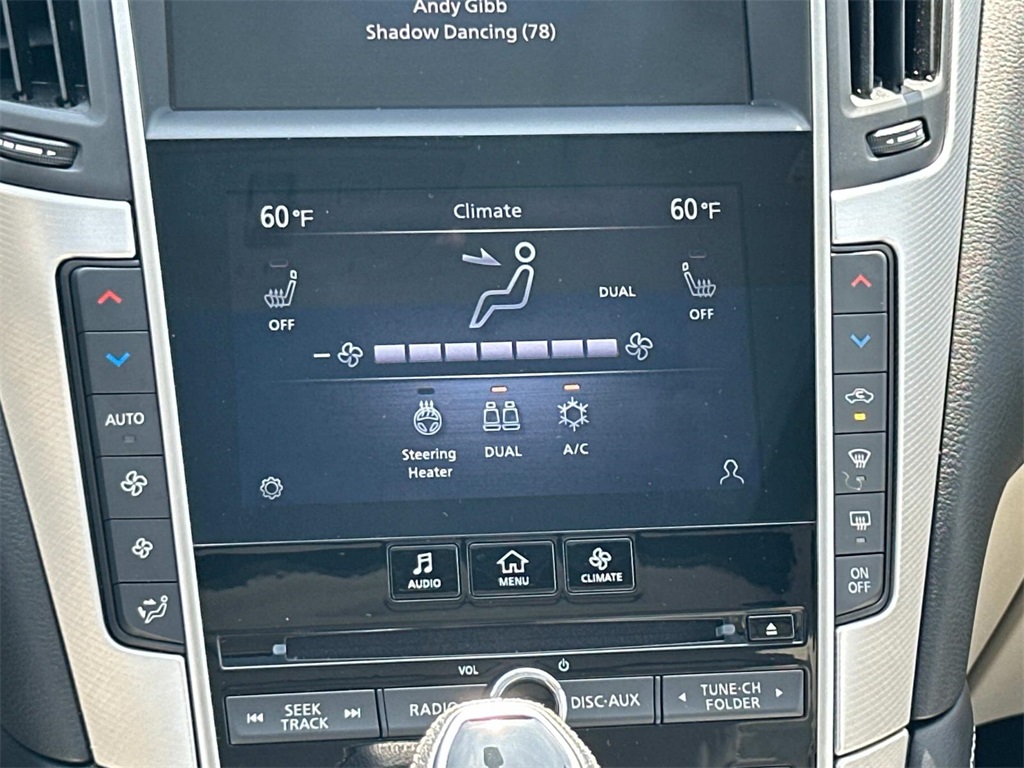 Andy Gibb
Shadow Dancing (78)
60°F Climate 60°F
DUAL
OFF OFF
AUTO
Steering
Heater
DUAL
A/C
AUDIO MENU CLIMATE
ON
OFF
VOL
SEEK
TRACK
RADIO
DISC·AUX
TUNE·CH
FOLDER